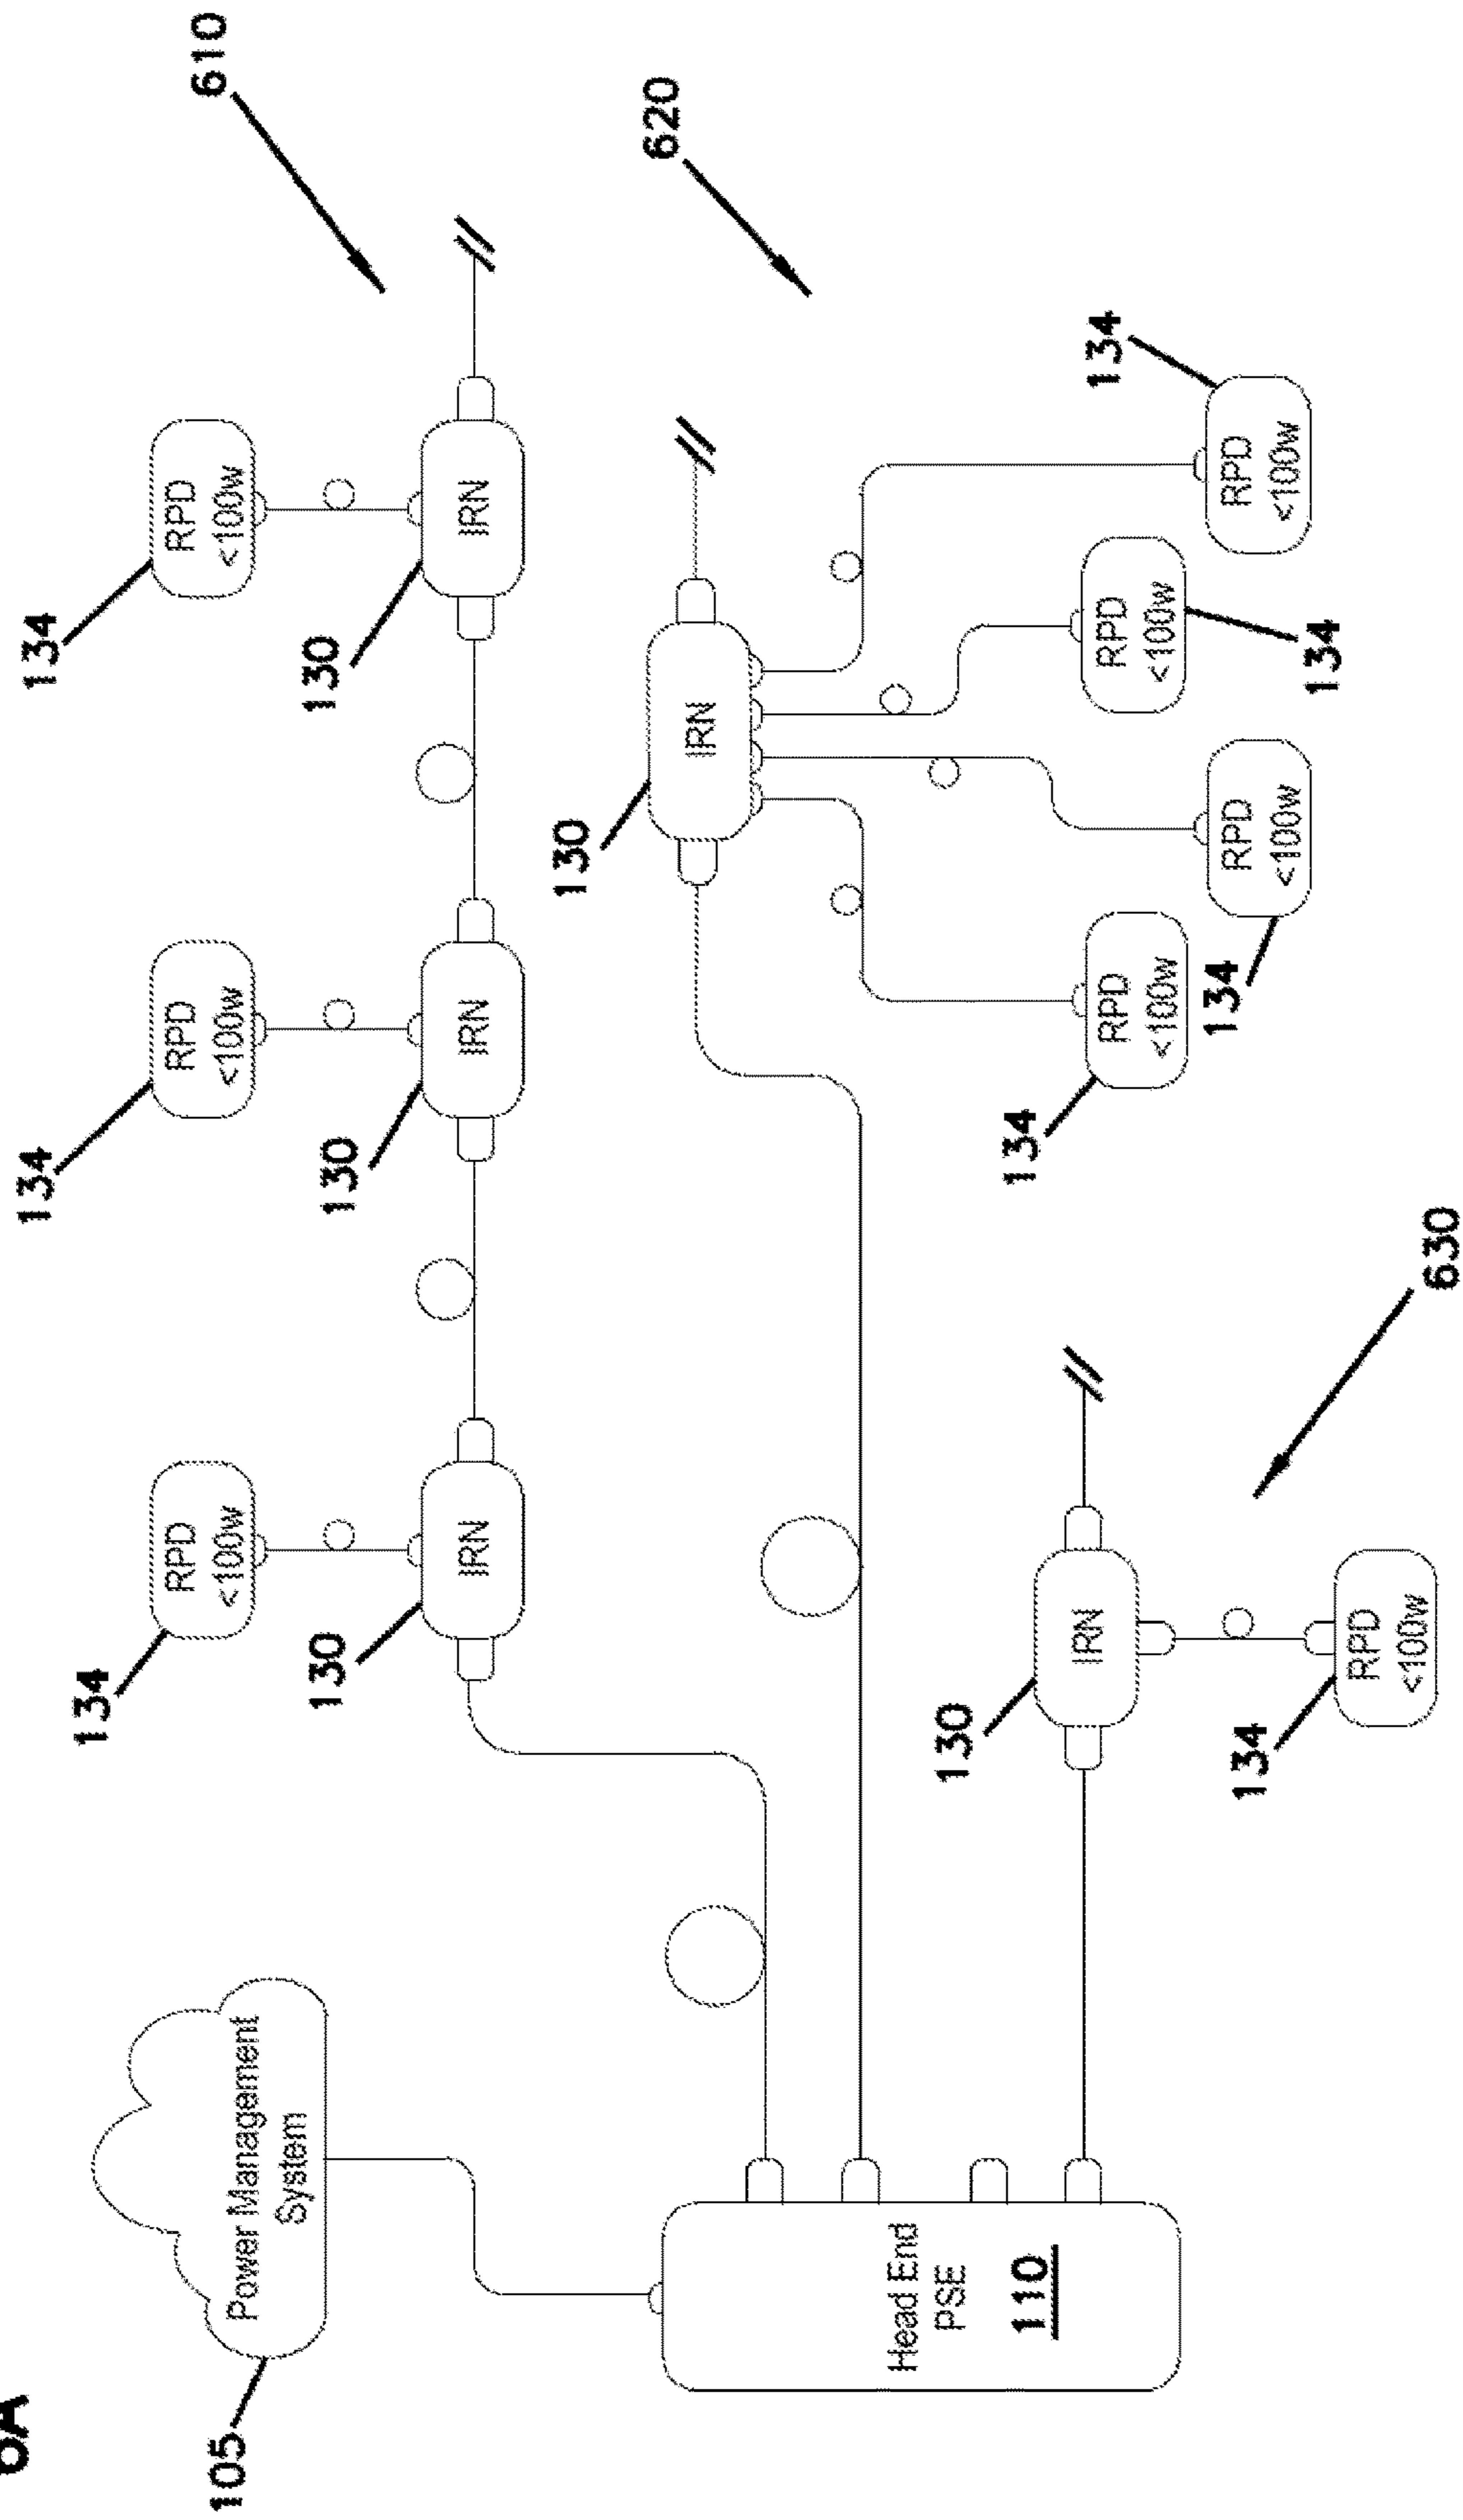 6A
105
Power Management
System
Head End
PSE
110
610
134
RPD
<100w
130
IRN
134
RPD
<100w
130
IRN
134
RPD
<100w
130
IRN
620
130
IRN
134
RPD
<100w
134
RPD
<100w
134
RPD
<100w
134
RPD
<100w
630
130
IRN
134
RPD
<100w